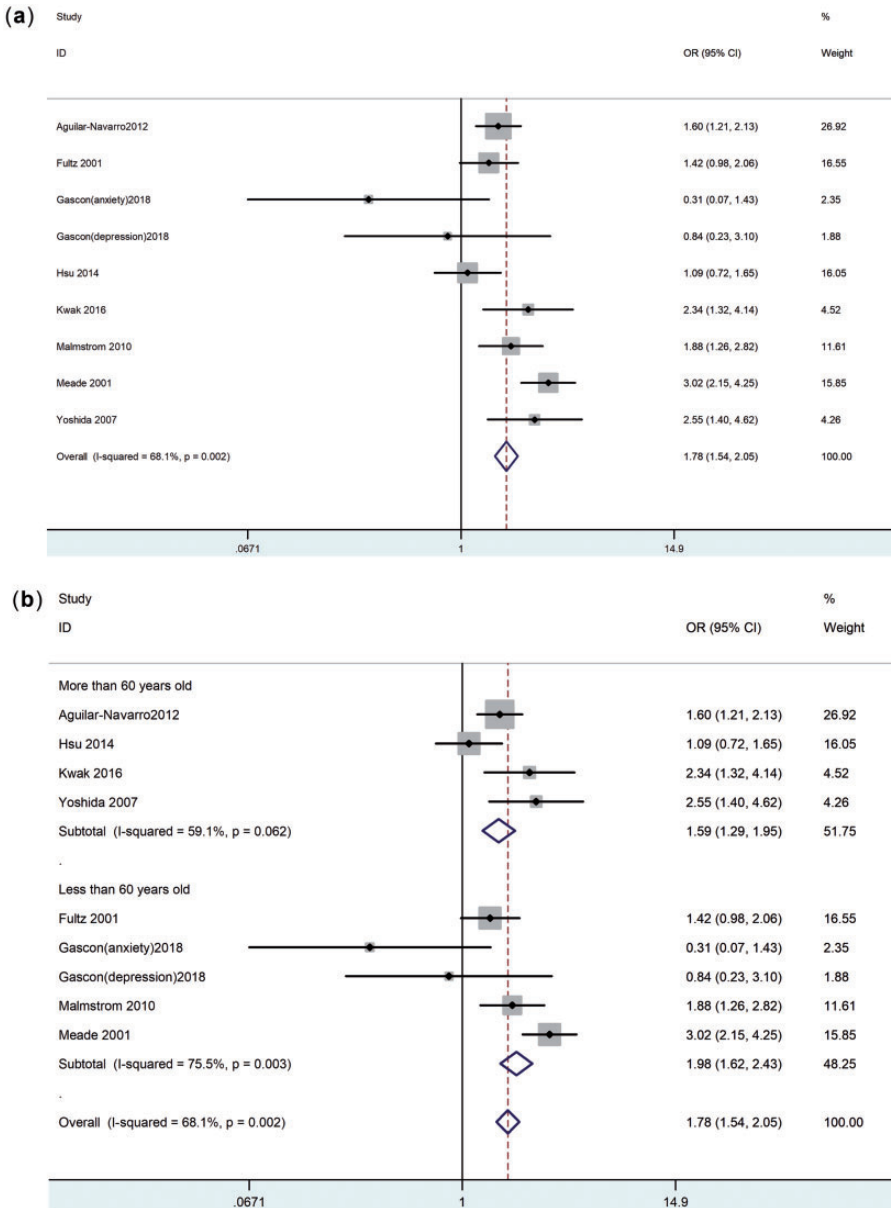 (a) Study %
ID OR (95% CI) Weight
Aguilar-Navarro2012 1.60 (1.21, 2.13) 26.92
Fultz 2001 1.42 (0.98, 2.06) 16.55
Gascon(anxiety)2018 0.31 (0.07, 1.43) 2.35
Gascon(depression)2018 0.84 (0.23, 3.10) 1.88
Hsu 2014 1.09 (0.72, 1.65) 16.05
Kwak 2016 2.34 (1.32, 4.14) 4.52
Malmstrom 2010 1.88 (1.26, 2.82) 11.61
Meade 2001 3.02 (2.15, 4.25) 15.85
Yoshida 2007 2.55 (1.40, 4.62) 4.26
Overall (I-squared = 68.1%, p = 0.002) 1.78 (1.54, 2.05) 100.00
.0671 1 14.9
(b) Study %
ID OR (95% CI) Weight
More than 60 years old
Aguilar-Navarro2012 1.60 (1.21, 2.13) 26.92
Hsu 2014 1.09 (0.72, 1.65) 16.05
Kwak 2016 2.34 (1.32, 4.14) 4.52
Yoshida 2007 2.55 (1.40, 4.62) 4.26
Subtotal (I-squared = 59.1%, p = 0.062) 1.59 (1.29, 1.95) 51.75
.
Less than 60 years old
Fultz 2001 1.42 (0.98, 2.06) 16.55
Gascon(anxiety)2018 0.31 (0.07, 1.43) 2.35
Gascon(depression)2018 0.84 (0.23, 3.10) 1.88
Malmstrom 2010 1.88 (1.26, 2.82) 11.61
Meade 2001 3.02 (2.15, 4.25) 15.85
Subtotal (I-squared = 75.5%, p = 0.003) 1.98 (1.62, 2.43) 48.25
.
Overall (I-squared = 68.1%, p = 0.002) 1.78 (1.54, 2.05) 100.00
.0671 1 14.9